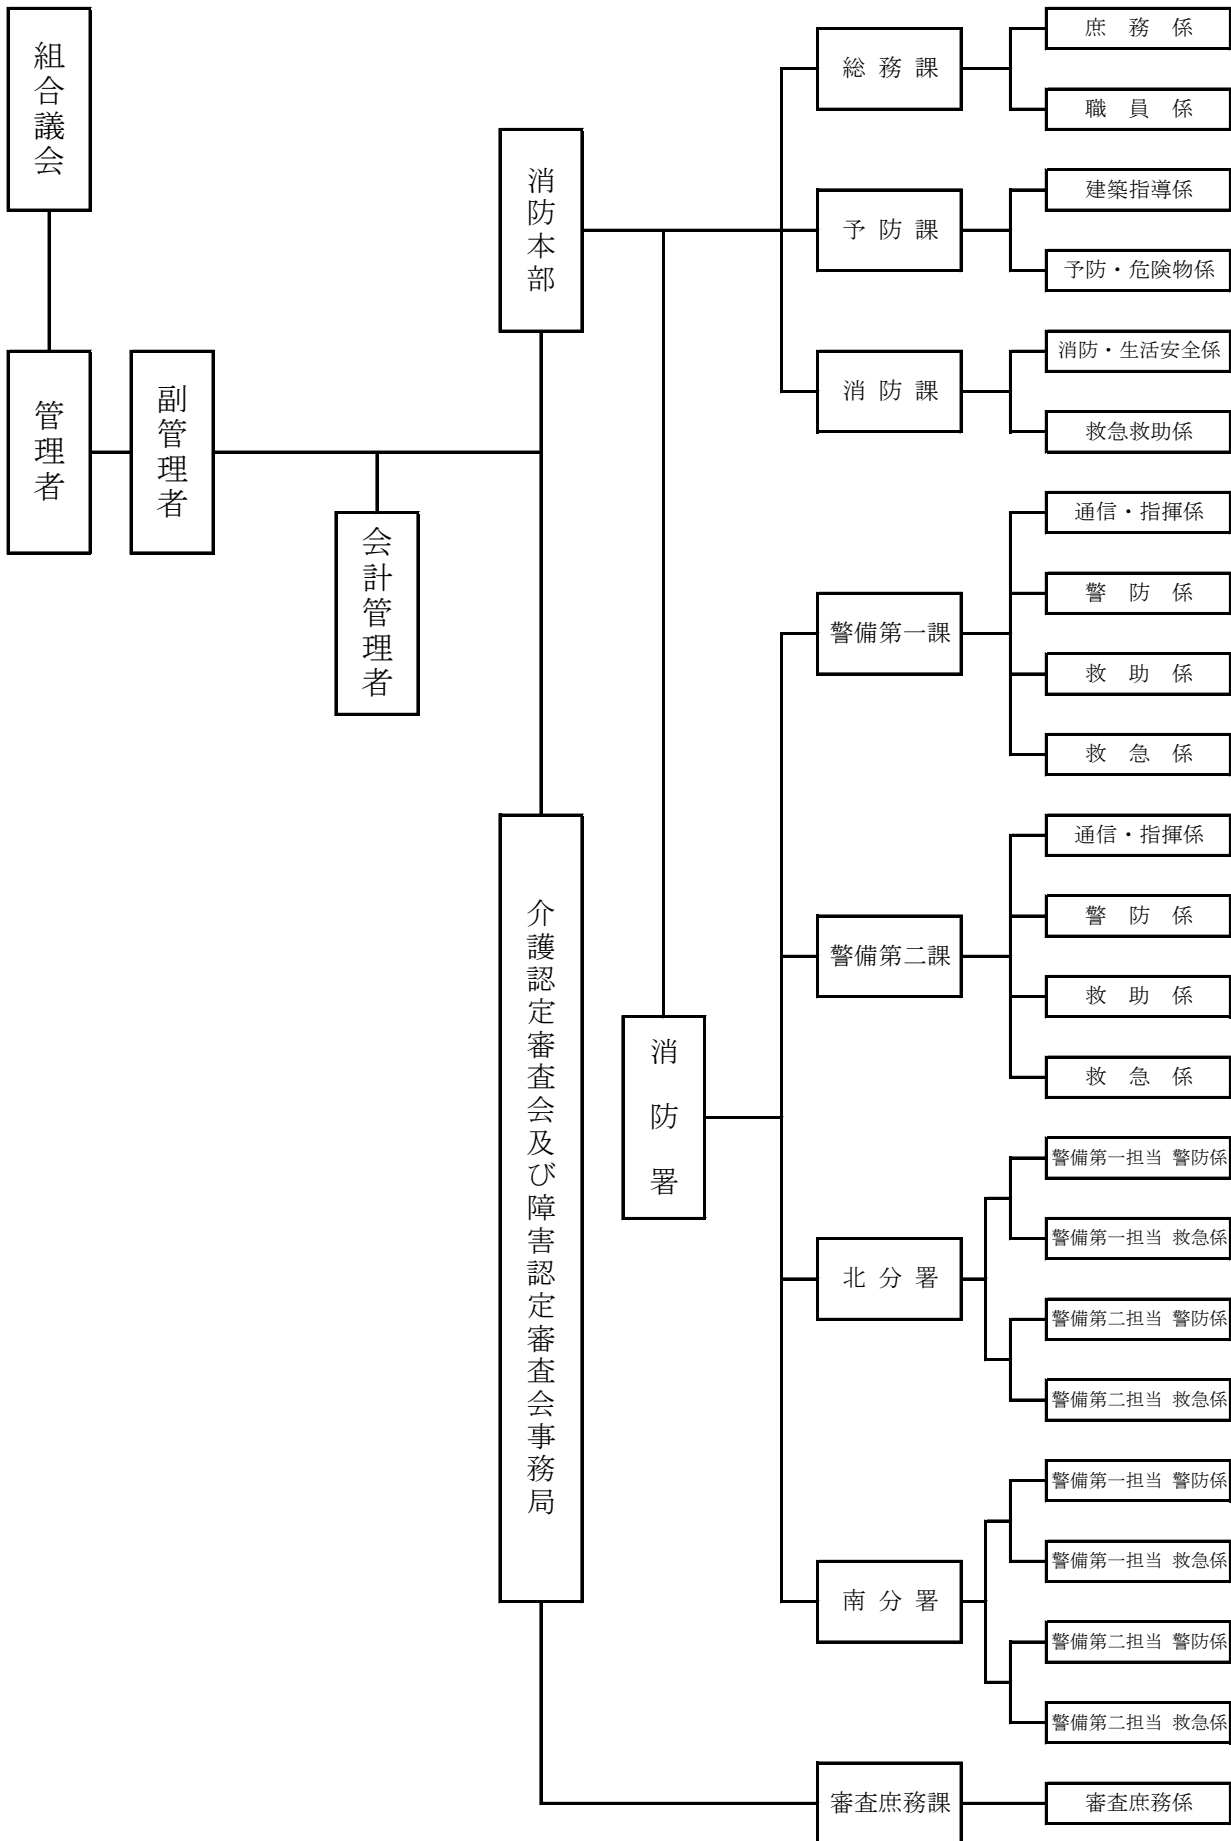 組合議会
管理者
副管理者
会計管理者
消防本部
総務課
庶務係
職員係
予防課
建築指導係
予防・危険物係
消防課
消防・生活安全係
救急救助係
消防署
警備第一課
通信・指揮係
警防係
救助係
救急係
警備第二課
通信・指揮係
警防係
救助係
救急係
北分署
警備第一担当 警防係
警備第一担当 救急係
警備第二担当 警防係
警備第二担当 救急係
南分署
警備第一担当 警防係
警備第一担当 救急係
警備第二担当 警防係
警備第二担当 救急係
介護認定審査会及び障害認定審査会事務局
審査庶務課
審査庶務係